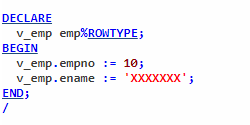 DECLARE
v_emp emp%ROWTYPE;
BEGIN
v_emp.empno := 10;
v_emp.ename := 'XXXXXXX';
END;
/